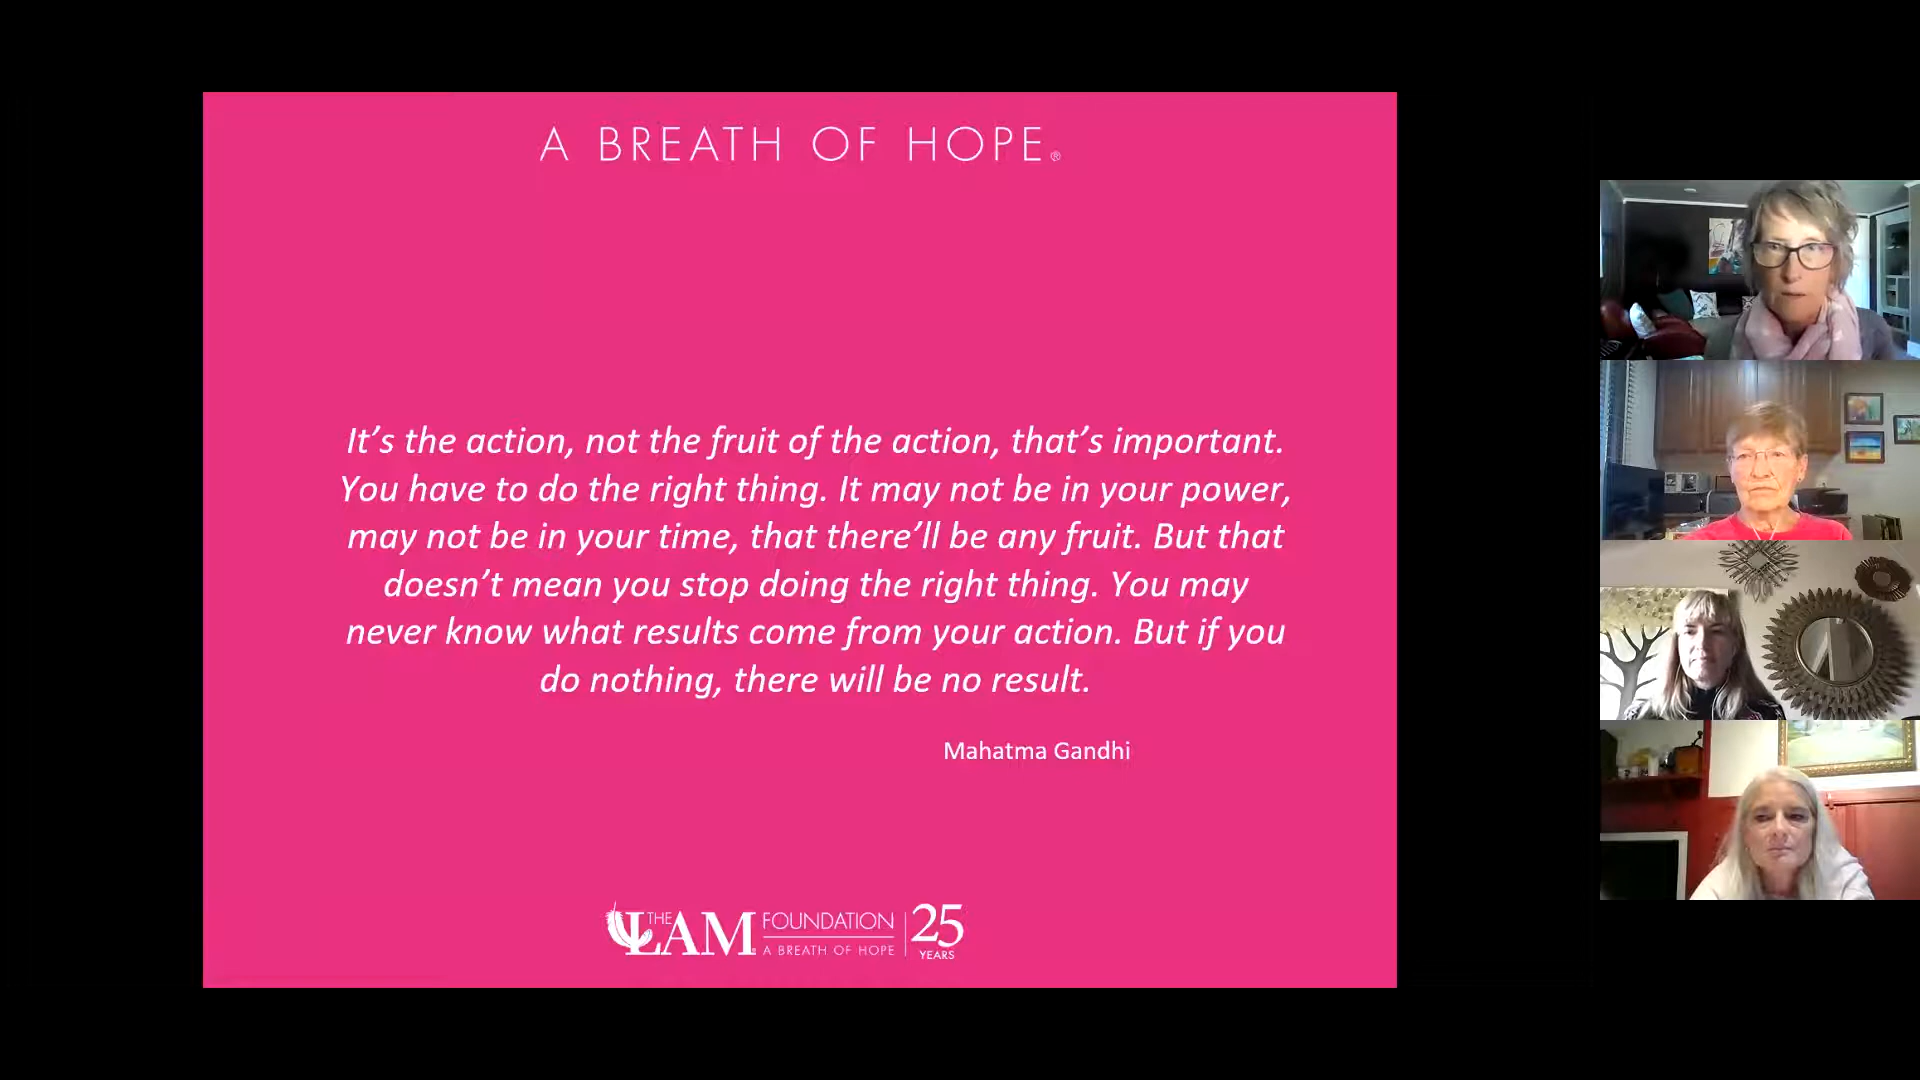 A BREATH OF HOPE®
It’s the action, not the fruit of the action, that’s important.
You have to do the right thing. It may not be in your power,
may not be in your time, that there’ll be any fruit. But that
doesn’t mean you stop doing the right thing. You may
never know what results come from your action. But if you
do nothing, there will be no result.
Mahatma Gandhi
THE LAM FOUNDATION
A BREATH OF HOPE
25
YEARS